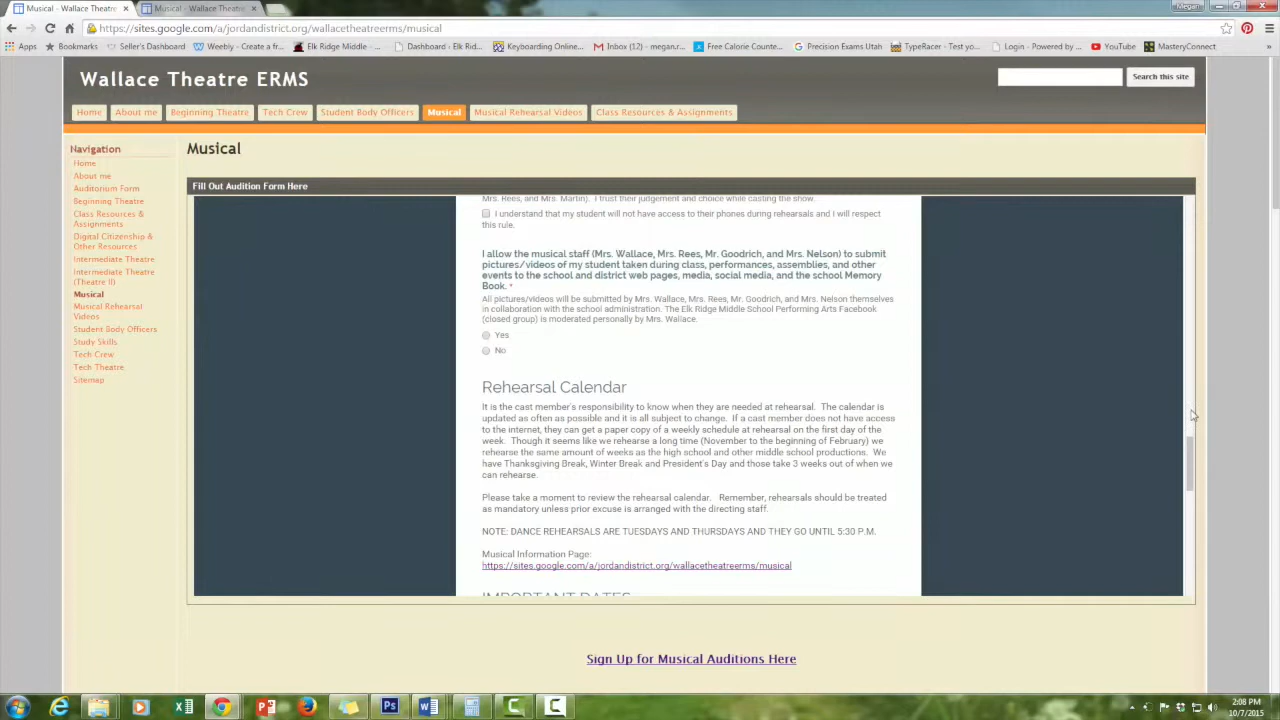 Musical - Wallace Theatre
Musical - Wallace Theatre
Megan
https://sites.google.com/a/jordandistrict.org/wallacetheatreerms/musical
Apps
Bookmarks
Seller's Dashboard
Weebly - Create a fr...
Elk Ridge Middle - ...
Dashboard : Elk Rid...
Keyboarding Online...
Inbox (12) - megan.r...
Free Calorie Counte...
Precision Exams Utah
TypeRacer - Test yo...
Login - Powered by ...
YouTube
MasteryConnect
Wallace Theatre ERMS
Search this site
Home
About me
Beginning Theatre
Tech Crew
Student Body Officers
Musical
Musical Rehearsal Videos
Class Resources & Assignments
Navigation
Home
About me
Auditorium Form
Beginning Theatre
Class Resources &
Assignments
Digital Citizenship &
Other Resources
Intermediate Theatre
Intermediate Theatre
(Theatre II)
Musical
Musical Rehearsal
Videos
Student Body Officers
Study Skills
Tech Crew
Tech Theatre
Sitemap
Musical
Fill Out Audition Form Here
Mrs. Rees, and Mrs. Martin). I trust their judgement and choice while casting the show.
I understand that my student will not have access to their phones during rehearsals and I will respect
this rule.
I allow the musical staff (Mrs. Wallace, Mrs. Rees, Mr. Goodrich, and Mrs. Nelson) to submit
pictures/videos of my student taken during class, performances, assemblies, and other
events to the school and district web pages, media, social media, and the school Memory
Book. *
All pictures/videos will be submitted by Mrs. Wallace, Mrs. Rees, Mr. Goodrich, and Mrs. Nelson themselves
in collaboration with the school administration. The Elk Ridge Middle School Performing Arts Facebook
(closed group) is moderated personally by Mrs. Wallace.
Yes
No
Rehearsal Calendar
It is the cast member's responsibility to know when they are needed at rehearsal. The calendar is
updated as often as possible and it is all subject to change. If a cast member does not have access
to the internet, they can get a paper copy of a weekly schedule at rehearsal on the first day of the
week. Though it seems like we rehearse a long time (November to the beginning of February) we
rehearse the same amount of weeks as the high school and other middle school productions. We
have Thanksgiving Break, Winter Break and President's Day and those take 3 weeks out of when we
can rehearse.
Please take a moment to review the rehearsal calendar. Remember, rehearsals should be treated
as mandatory unless prior excuse is arranged with the directing staff.
NOTE: DANCE REHEARSALS ARE TUESDAYS AND THURSDAYS AND THEY GO UNTIL 5:30 P.M.
Musical Information Page:
https://sites.google.com/a/jordandistrict.org/wallacetheatreerms/musical
IMPORTANT DATES
Sign Up for Musical Auditions Here
2:08 PM
10/7/2015